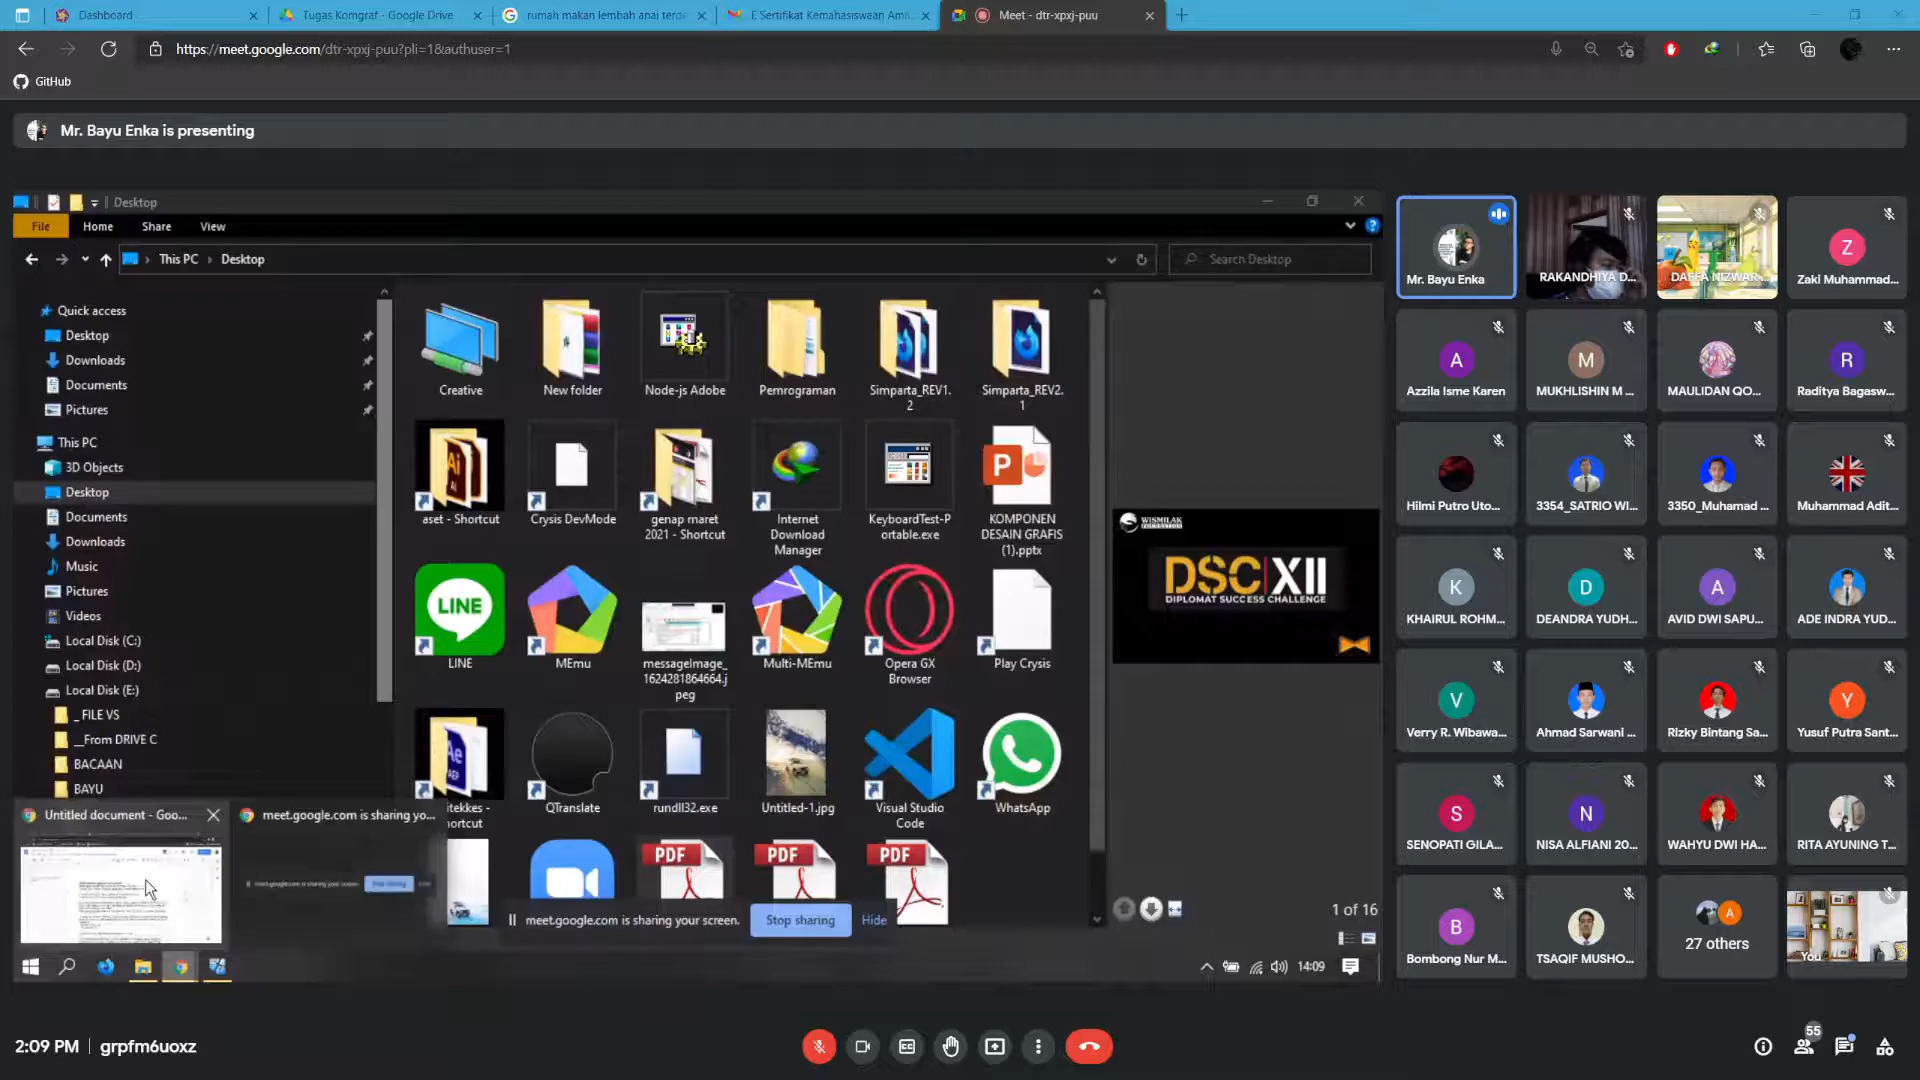 Dashboard
Tugas Komgraf - Google Drive
rumah makan lembah anai terde
E Sertifikat Kemahasiswaan Ami
Meet - dtr-xpxj-puu
https://meet.google.com/dtr-xpxj-puu?pli=1&authuser=1
GitHub
Mr. Bayu Enka is presenting
Desktop
File Home Share View
This PC > Desktop
Search Desktop
Quick access
Desktop
Downloads
Documents
Pictures
This PC
3D Objects
Desktop
Documents
Downloads
Music
Pictures
Videos
Local Disk (C:)
Local Disk (D:)
Local Disk (E:)
_ FILE VS
__From DRIVE C
BACAAN
BAYU
Creative
New folder
Node-js Adobe
Pemrograman
Simparta_REV1.
2
Simparta_REV2.
1
aset - Shortcut
Crysis DevMode
genap maret
2021 - Shortcut
Internet
Download
Manager
KeyboardTest-P
ortable.exe
KOMPONEN
DESAIN GRAFIS
(1).pptx
LINE
LINE
MEmu
messageImage_
1624281864664.j
peg
Multi-MEmu
Opera GX
Browser
Play Crysis
itekkes -
hortcut
QTranslate
rundll32.exe
Untitled-1.jpg
Visual Studio
Code
WhatsApp
PDF
PDF
PDF
WISMILAK
FOUNDATION
DSC|XII
DIPLOMAT SUCCESS CHALLENGE
1 of 16
Untitled document - Goo...
meet.google.com is sharing yo...
meet.google.com is sharing your screen.
Stop sharing
Hide
14:09
Mr. Bayu Enka
RAKANDHIYA D...
DAFFA NIZWAR...
Z
Zaki Muhammad...
A
Azzila Isme Karen
M
MUKHLISHIN M ...
MAULIDAN QO...
R
Raditya Bagasw...
Hilmi Putro Uto...
3354_SATRIO WI...
3350_Muhamad ...
Muhammad Adit...
K
KHAIRUL ROHM...
D
DEANDRA YUDH...
A
AVID DWI SAPU...
ADE INDRA YUD...
V
Verry R. Wibawa...
Ahmad Sarwani ...
Rizky Bintang Sa...
Y
Yusuf Putra Sant...
S
SENOPATI GILA...
N
NISA ALFIANI 20...
WAHYU DWI HA...
RITA AYUNING T...
B
Bombong Nur M...
TSAQIF MUSHO...
A
27 others
You
2:09 PM | grpfm6uoxz
55